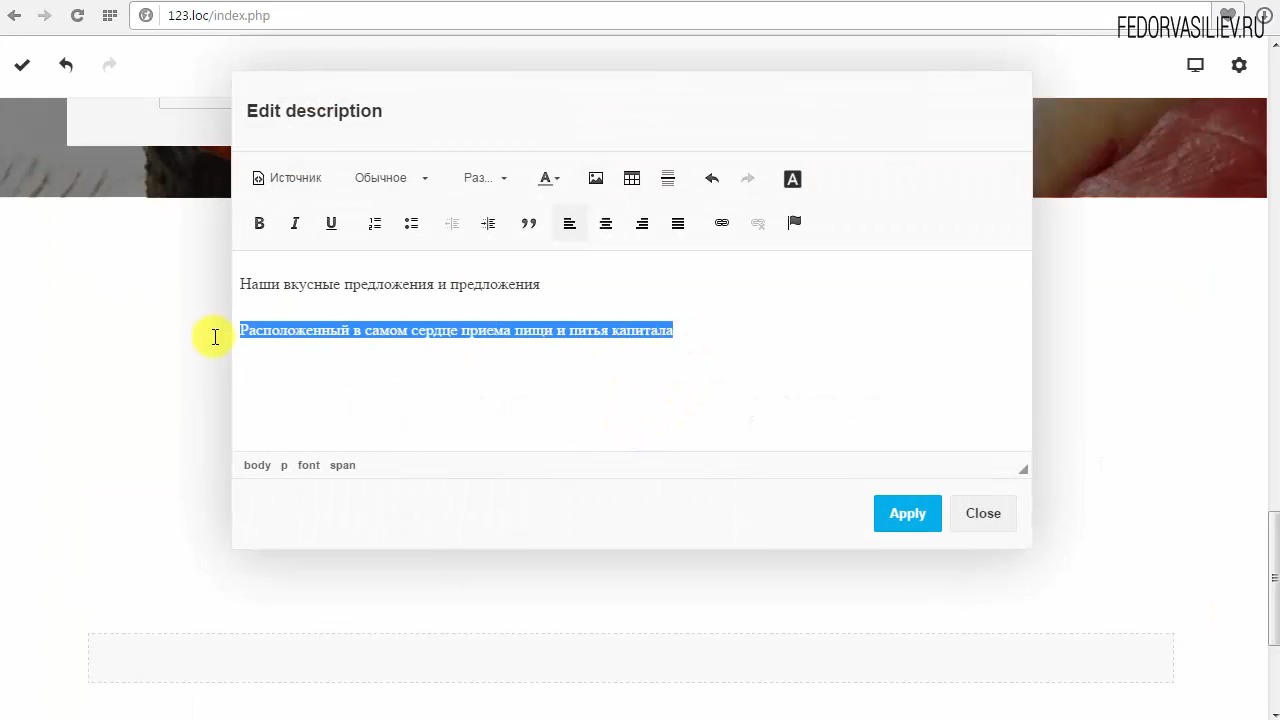 123.loc/index.php
FEDORVASILIEV.RU
Edit description
Источник
Обычное
Раз...
A
A
B
I
U
Наши вкусные предложения и предложения
Расположенный в самом сердце приема пищи и питья капитала
body p font span
Apply
Close